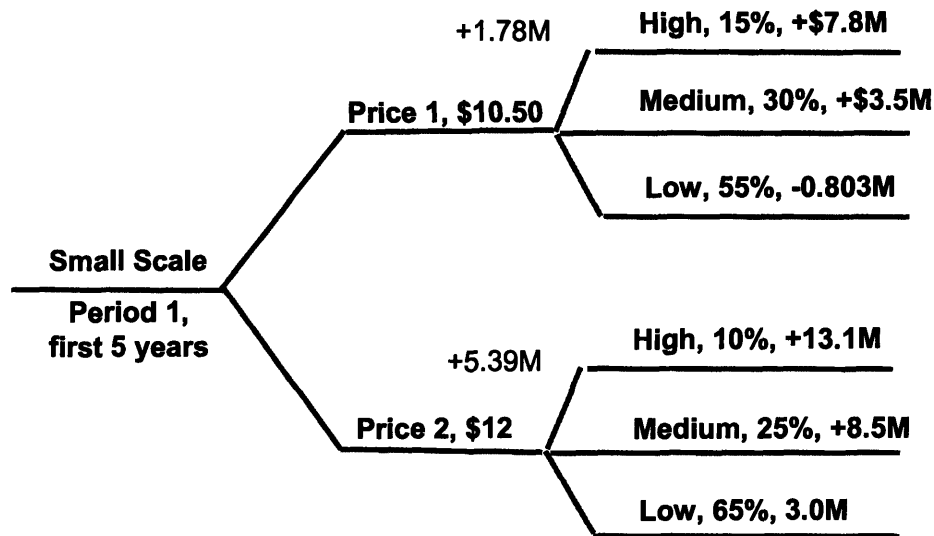 +1.78M
High, 15%, +$7.8M
Medium, 30%, +$3.5M
Price 1, $10.50
Low, 55%, -0.803M
Small Scale
Period 1,
first 5 years
High, 10%, +13.1M
+5.39M
Price 2, $12
Medium, 25%, +8.5M
Low, 65%, 3.0M